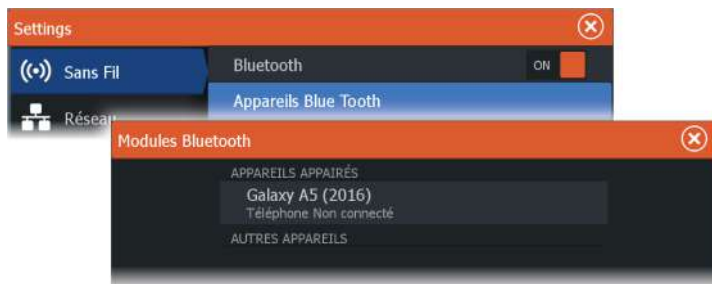 Settings
Sans Fil
Bluetooth
ON
Appareils Blue Tooth
Réseau
Modules Bluetooth
APPAREILS APPAIRÉS
Galaxy A5 (2016)
Téléphone Non connecté
AUTRES APPAREILS